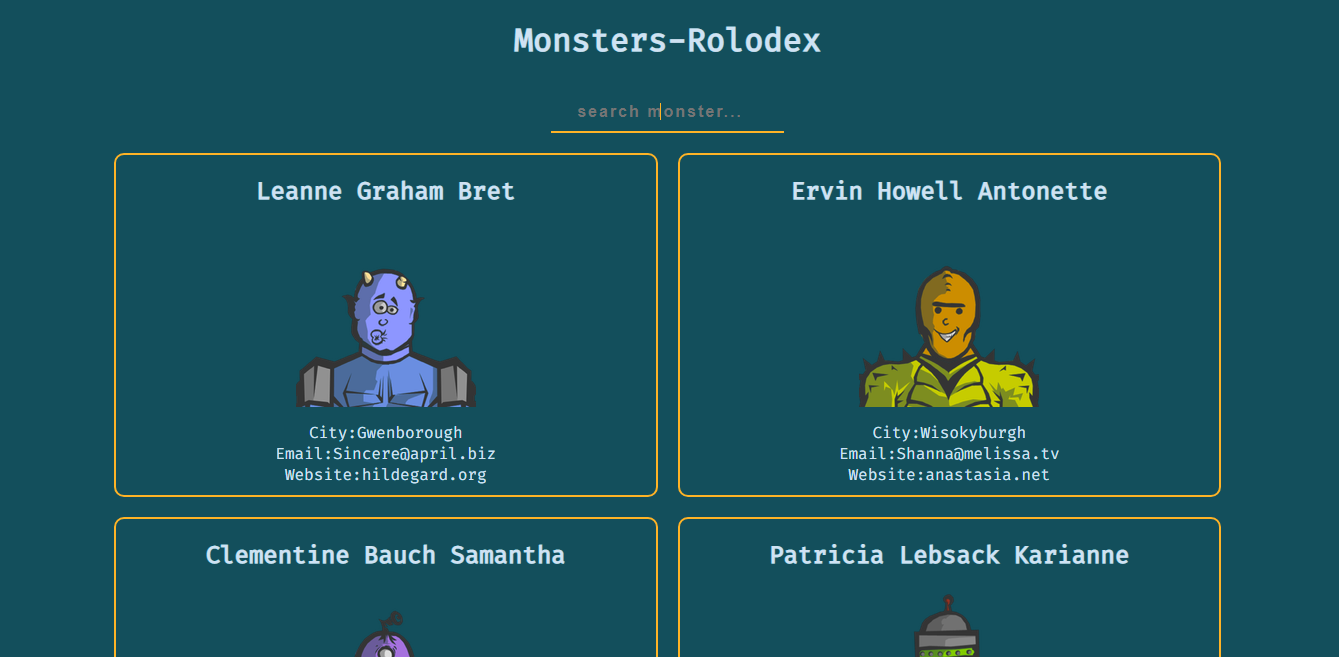 Monsters-Rolodex
search monster...
Leanne Graham Bret
City:Gwenborough
Email:Sincere@april.biz
Website:hildegard.org
Ervin Howell Antonette
City:Wisokyburgh
Email:Shanna@melissa.tv
Website:anastasia.net
Clementine Bauch Samantha
Patricia Lebsack Karianne